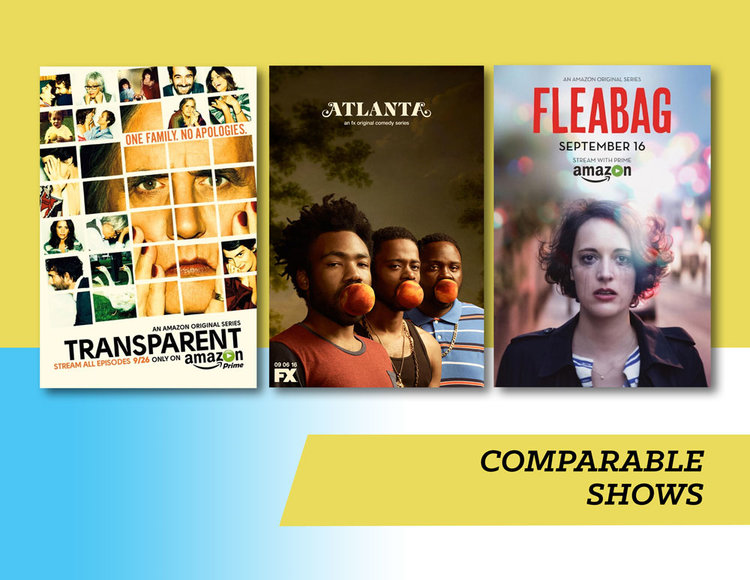 ONE FAMILY. NO APOLOGIES.
AN AMAZON ORIGINAL SERIES
TRANSPARENT
STREAM ALL EPISODES 9/26 ONLY ON amazon Prime
ATLANTA
an fx original comedy series
09 06 16
FX
AN AMAZON ORIGINAL SERIES
FLEABAG
SEPTEMBER 16
STREAM WITH PRIME
amazon
COMPARABLE
SHOWS